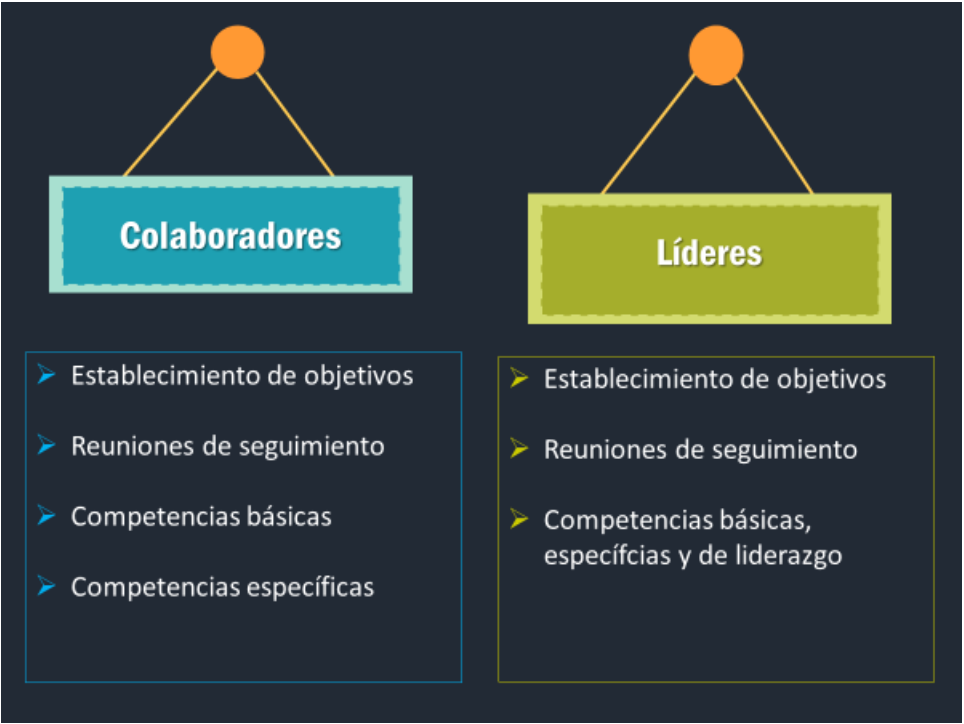 Colaboradores
Establecimiento de objetivos
Reuniones de seguimiento
Competencias básicas
Competencias específicas
Líderes
Establecimiento de objetivos
Reuniones de seguimiento
Competencias básicas,
específcias y de liderazgo